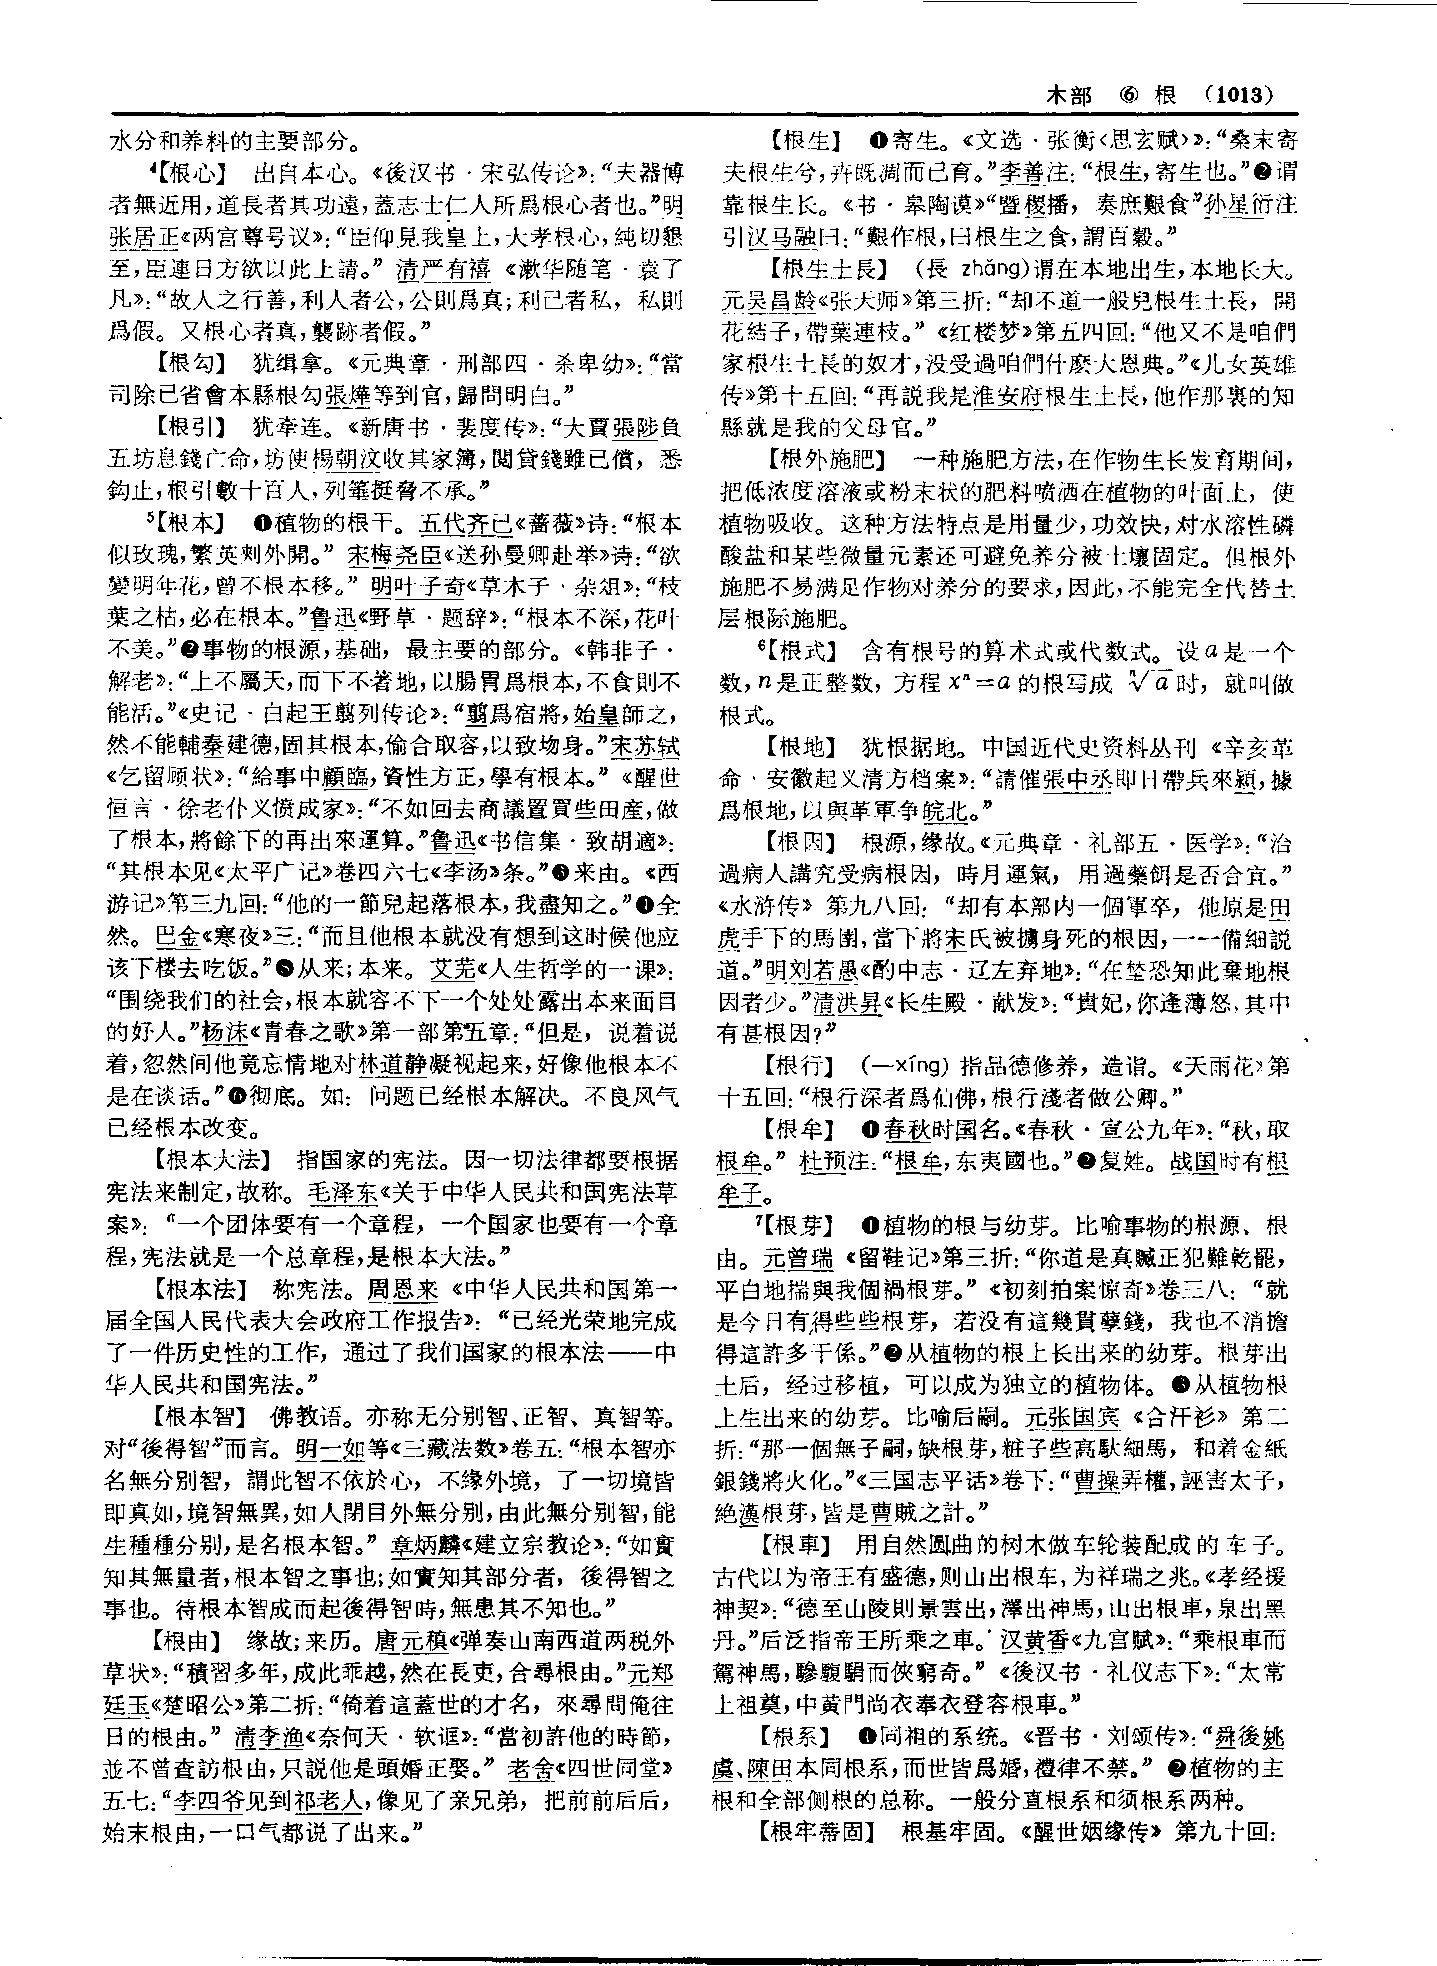 木部 ⑥ 根 （1013）
水分和养料的主要部分。
⁴【根心】 出自本心。《後汉书·宋弘传论》：“夫器博
者無近用，道長者其功遠，蓋志士仁人所爲根心者也。”明
张居正《两宫尊号议》：“臣仰見我皇上，大孝根心，純切懇
至，臣連日方欲以此上請。” 清严有禧《漱华随笔·袁了
凡》：“故人之行善，利人者公，公則爲真；利己者私，私則
爲假。又根心者真，襲跡者假。”
【根勾】 犹缉拿。《元典章·刑部四·杀卑幼》：“當
司除已省會本縣根勾張燁等到官，歸問明白。”
【根引】 犹牵连。《新唐书·裴度传》：“大賈張陟負
五坊息錢亡命，坊使楊朝汶收其家簿，閲貸錢雖已償，悉
鈎止，根引數十百人，列箠挺脅不承。”
⁵【根本】 ❶植物的根干。五代齐己《蔷薇》诗：“根本
似玫瑰，繁英刺外開。” 宋梅尧臣《送孙曼卿赴举》诗：“欲
變明年花，曾不根本移。” 明叶子奇《草木子·杂俎》：“枝
葉之枯，必在根本。”鲁迅《野草·题辞》：“根本不深，花叶
不美。”❷事物的根源，基础，最主要的部分。《韩非子·
解老》：“上不屬天，而下不著地，以腸胃爲根本，不食則不
能活。”《史记·白起王翦列传论》：“翦爲宿將，始皇師之，
然不能輔秦建德，固其根本，偷合取容，以致圽身。”宋苏轼
《乞留顾状》：“給事中顧臨，資性方正，學有根本。”《醒世
恒言·徐老仆义愤成家》：“不如回去商議置買些田産，做
了根本，將餘下的再出來運算。”鲁迅《书信集·致胡適》：
“其根本见《太平广记》卷四六七《李汤》条。”❸来由。《西
游记》第三九回：“他的一節兒起落根本，我盡知之。”❹全
然。巴金《寒夜》三：“而且他根本就没有想到这时候他应
该下楼去吃饭。”❺从来；本来。艾芜《人生哲学的一课》：
“围绕我们的社会，根本就容不下一个处处露出本来面目
的好人。”杨沫《青春之歌》第一部第五章：“但是，说着说
着，忽然间他竟忘情地对林道静凝视起来，好像他根本不
是在谈话。”❻彻底。如：问题已经根本解决。不良风气
已经根本改变。
【根本大法】 指国家的宪法。因一切法律都要根据
宪法来制定，故称。毛泽东《关于中华人民共和国宪法草
案》：“一个团体要有一个章程，一个国家也要有一个章
程，宪法就是一个总章程，是根本大法。”
【根本法】 称宪法。周恩来《中华人民共和国第一
届全国人民代表大会政府工作报告》：“已经光荣地完成
了一件历史性的工作，通过了我们国家的根本法——中
华人民共和国宪法。”
【根本智】 佛教语。亦称无分别智、正智、真智等。
对“後得智”而言。明一如等《三藏法数》卷五：“根本智亦
名無分别智，謂此智不依於心，不缘外境，了一切境皆
即真如，境智無異，如人閉目外無分别，由此無分别智，能
生種種分别，是名根本智。” 章炳麟《建立宗教论》：“如實
知其無量者，根本智之事也；如實知其部分者，後得智之
事也。待根本智成而起後得智時，無患其不知也。”
【根由】 缘故；来历。唐元稹《弹奏山南西道两税外
草状》：“積習多年，成此乖越，然在長吏，合尋根由。”元郑
廷玉《楚昭公》第二折：“倚着這蓋世的才名，來尋問俺往
日的根由。” 清李渔《奈何天·软诓》：“當初許他的時節，
並不曾查訪根由，只説他是頭婚正娶。” 老舍《四世同堂》
五七：“李四爷见到祁老人，像见了亲兄弟，把前前后后，
始末根由，一口气都说了出来。”
【根生】 ❶寄生。《文选·张衡〈思玄赋〉》：“桑末寄
夫根生兮，卉既凋而已育。”李善注：“根生，寄生也。”❷谓
靠根生长。《书·皋陶谟》“暨稷播，奏庶艱食”孙星衍注
引汉马融曰：“艱作根，曰根生之食，謂百穀。”
【根生土長】 （長 zhǎng）谓在本地出生，本地长大。
元吴昌龄《张天师》第三折：“却不道一般兒根生土長，開
花結子，帶葉連枝。”《红楼梦》第五四回：“他又不是咱們
家根生土長的奴才，没受過咱們什麽大恩典。”《儿女英雄
传》第十五回：“再説我是淮安府根生土長，他作那裏的知
縣就是我的父母官。”
【根外施肥】 一种施肥方法，在作物生长发育期间，
把低浓度溶液或粉末状的肥料喷洒在植物的叶面上，使
植物吸收。这种方法特点是用量少，功效快，对水溶性磷
酸盐和某些微量元素还可避免养分被土壤固定。但根外
施肥不易满足作物对养分的要求，因此，不能完全代替土
层根际施肥。
⁶【根式】 含有根号的算术式或代数式。设a是一个
数，n是正整数，方程 xⁿ＝a 的根写成 ⁿ√a 时，就叫做
根式。
【根地】 犹根据地。中国近代史资料丛刊《辛亥革
命·安徽起义清方档案》：“請催張中丞即日帶兵來潁，據
爲根地，以與革軍争皖北。”
【根因】 根源，缘故。《元典章·礼部五·医学》：“治
過病人講究受病根因，時月運氣，用過藥餌是否合宜。”
《水浒传》第九八回：“却有本部内一個軍卒，他原是田
虎手下的馬圉，當下將宋氏被擄身死的根因，一一備細説
道。”明刘若愚《酌中志·辽左弃地》：“在堃恐知此棄地根
因者少。”清洪昇《长生殿·献发》：“貴妃，你逢薄怒，其中
有甚根因？”
【根行】 （—xíng）指品德修养，造诣。《天雨花》第
十五回：“根行深者爲仙佛，根行淺者做公卿。”
【根牟】 ❶春秋时国名。《春秋·宣公九年》：“秋，取
根牟。” 杜预注：“根牟，东夷國也。”❷复姓。战国时有根
牟子。
⁷【根芽】 ❶植物的根与幼芽。比喻事物的根源、根
由。元曾瑞《留鞋记》第三折：“你道是真贓正犯難乾罷，
平白地揣與我個禍根芽。”《初刻拍案惊奇》卷三八：“就
是今日有得些些根芽，若没有這幾貫孽錢，我也不消擔
得這許多干係。”❷从植物的根上长出来的幼芽。根芽出
土后，经过移植，可以成为独立的植物体。❸从植物根
上生出来的幼芽。比喻后嗣。元张国宾《合汗衫》第二
折：“那一個無子嗣，缺根芽，粧子些高馱細馬，和着金紙
銀錢將火化。”《三国志平话》卷下：“曹操弄權，誣害太子，
絶漢根芽，皆是曹賊之計。”
【根車】 用自然圆曲的树木做车轮装配成的车子。
古代以为帝王有盛德，则山出根车，为祥瑞之兆。《孝经援
神契》：“德至山陵則景雲出，澤出神馬，山出根車，泉出黑
丹。”后泛指帝王所乘之車。汉黄香《九宫赋》：“乘根車而
駕神馬，驂騪駬而俠窮奇。”《後汉书·礼仪志下》：“太常
上祖奠，中黄門尚衣奉衣登容根車。”
【根系】 ❶同祖的系统。《晋书·刘颂传》：“舜後姚
虞、陳田本同根系，而世皆爲婚，禮律不禁。” ❷植物的主
根和全部侧根的总称。一般分直根系和须根系两种。
【根牢蒂固】 根基牢固。《醒世姻缘传》第九十回：